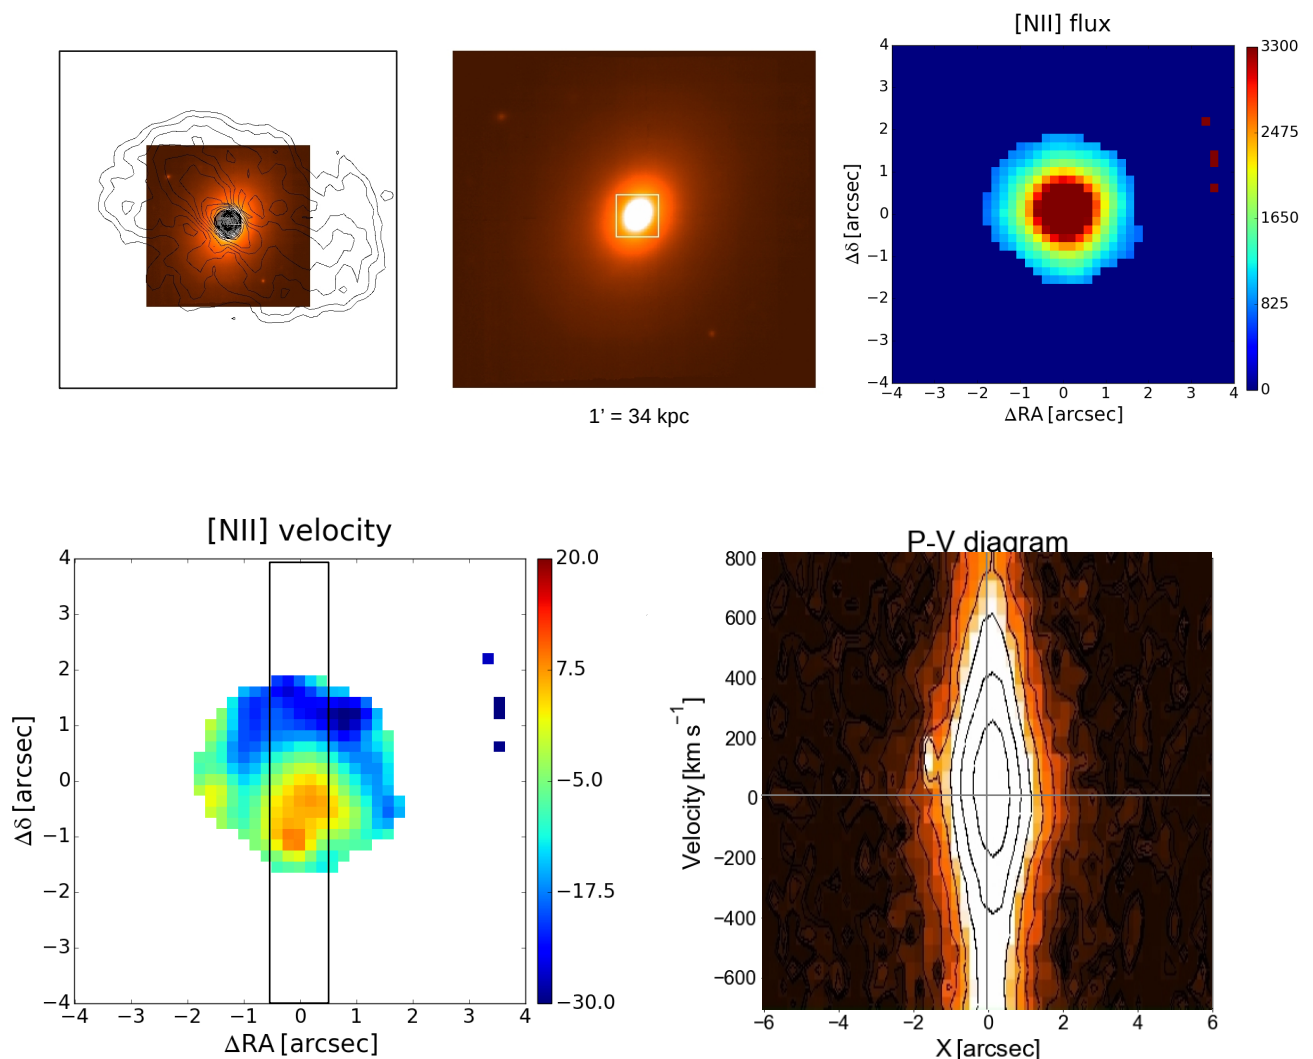 [NII] flux
4
3
2
1
0
−1
−2
−3
−4
Δδ [arcsec]
−4 −3 −2 −1 0 1 2 3 4
ΔRA [arcsec]
3300
2475
1650
825
0
1' = 34 kpc
[NII] velocity
4
3
2
1
0
−1
−2
−3
−4
Δδ [arcsec]
−4 −3 −2 −1 0 1 2 3 4
ΔRA [arcsec]
20.0
7.5
−5.0
−17.5
−30.0
P-V diagram
800
600
400
200
0
−200
−400
−600
Velocity [km s⁻¹]
−6 −4 −2 0 2 4 6
X [arcsec]